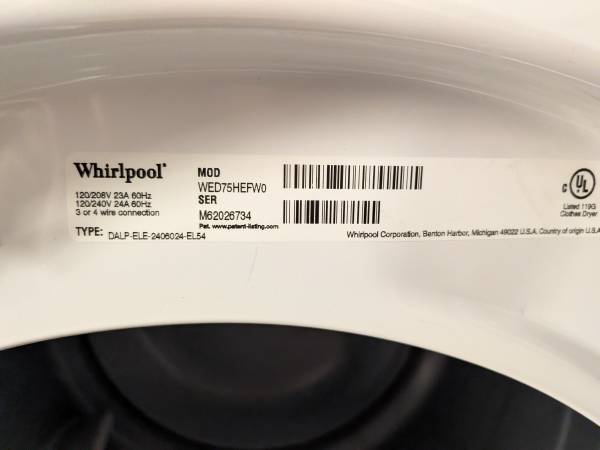 Whirlpool
120/208V 23A 60Hz
120/240V 24A 60Hz
3 or 4 wire connection
MOD
WED75HEFW0
SER
M62026734
Pat. www.patent-listing.com
TYPE: DALP-ELE-2406024-EL54
C UL
Listed 119G
Clothes Dryer
Whirlpool Corporation, Benton Harbor, Michigan 49022 U.S.A. Country of origin U.S.A